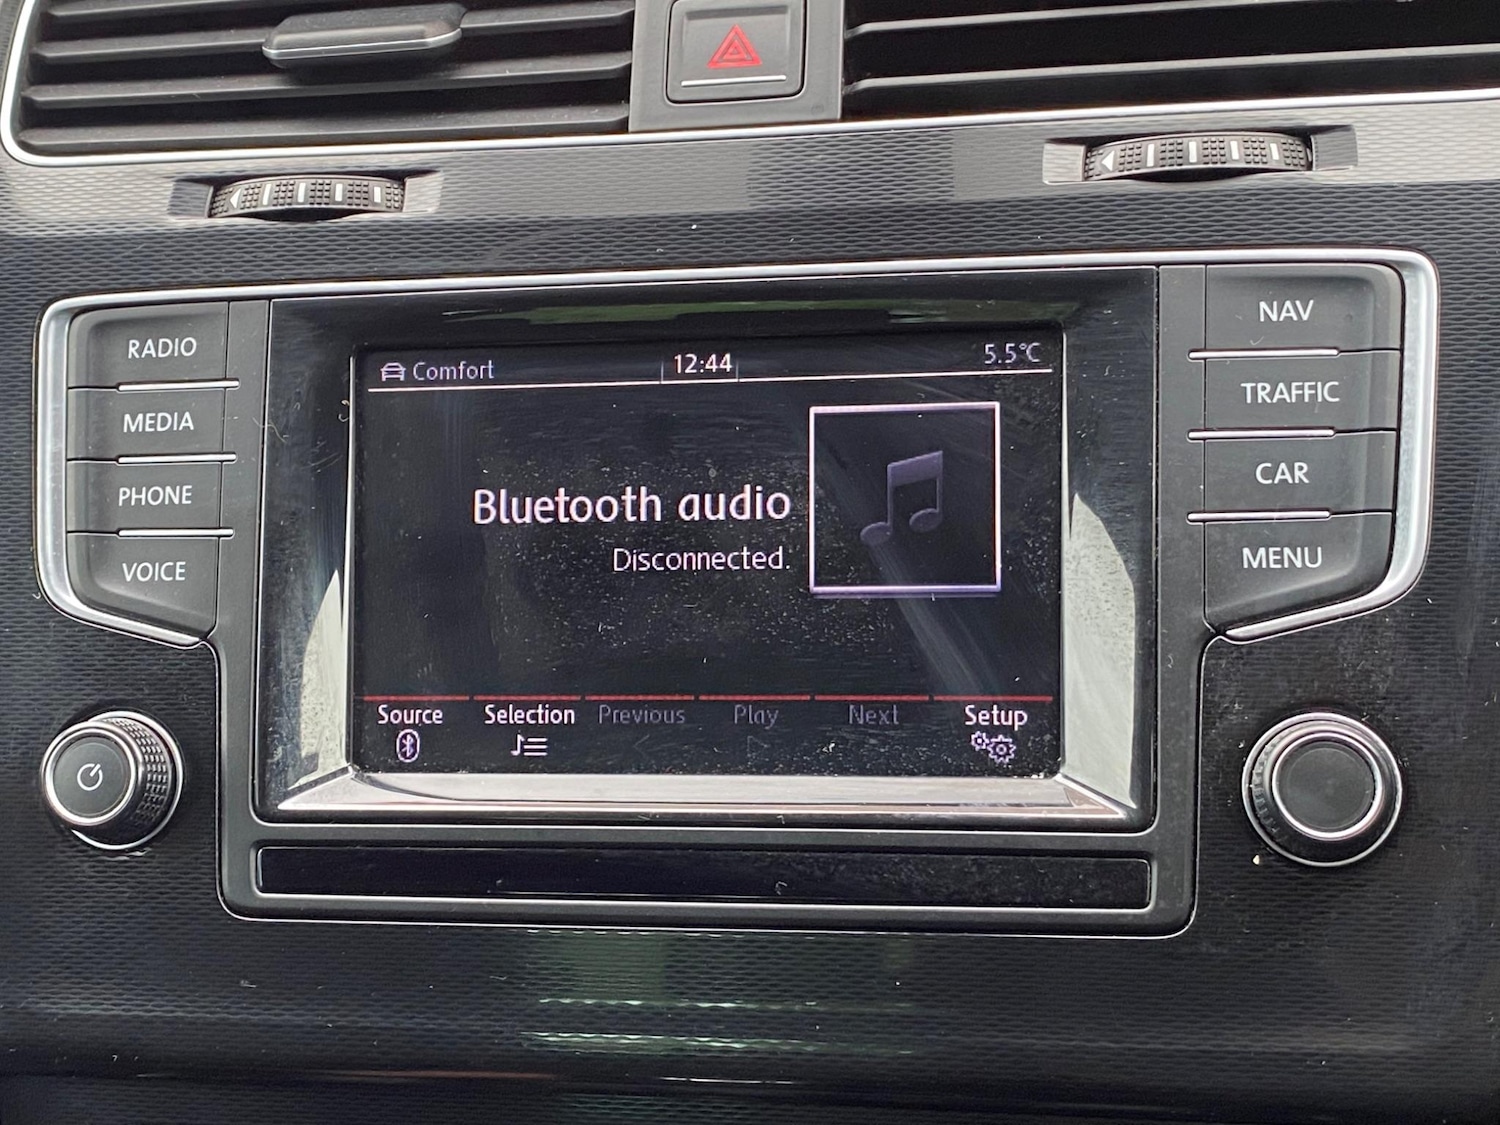 RADIO
MEDIA
PHONE
VOICE
Comfort 12:44 5.5°C
Bluetooth audio
Disconnected.
Source Selection Previous Play Next Setup
NAV
TRAFFIC
CAR
MENU